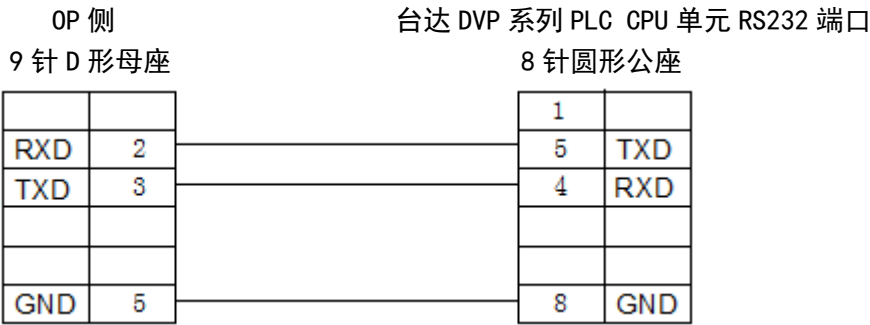 OP 侧 台达 DVP 系列 PLC CPU 单元 RS232 端口
9 针 D 形母座 8 针圆形公座
1
RXD 2 5 TXD
TXD 3 4 RXD
GND 5 8 GND